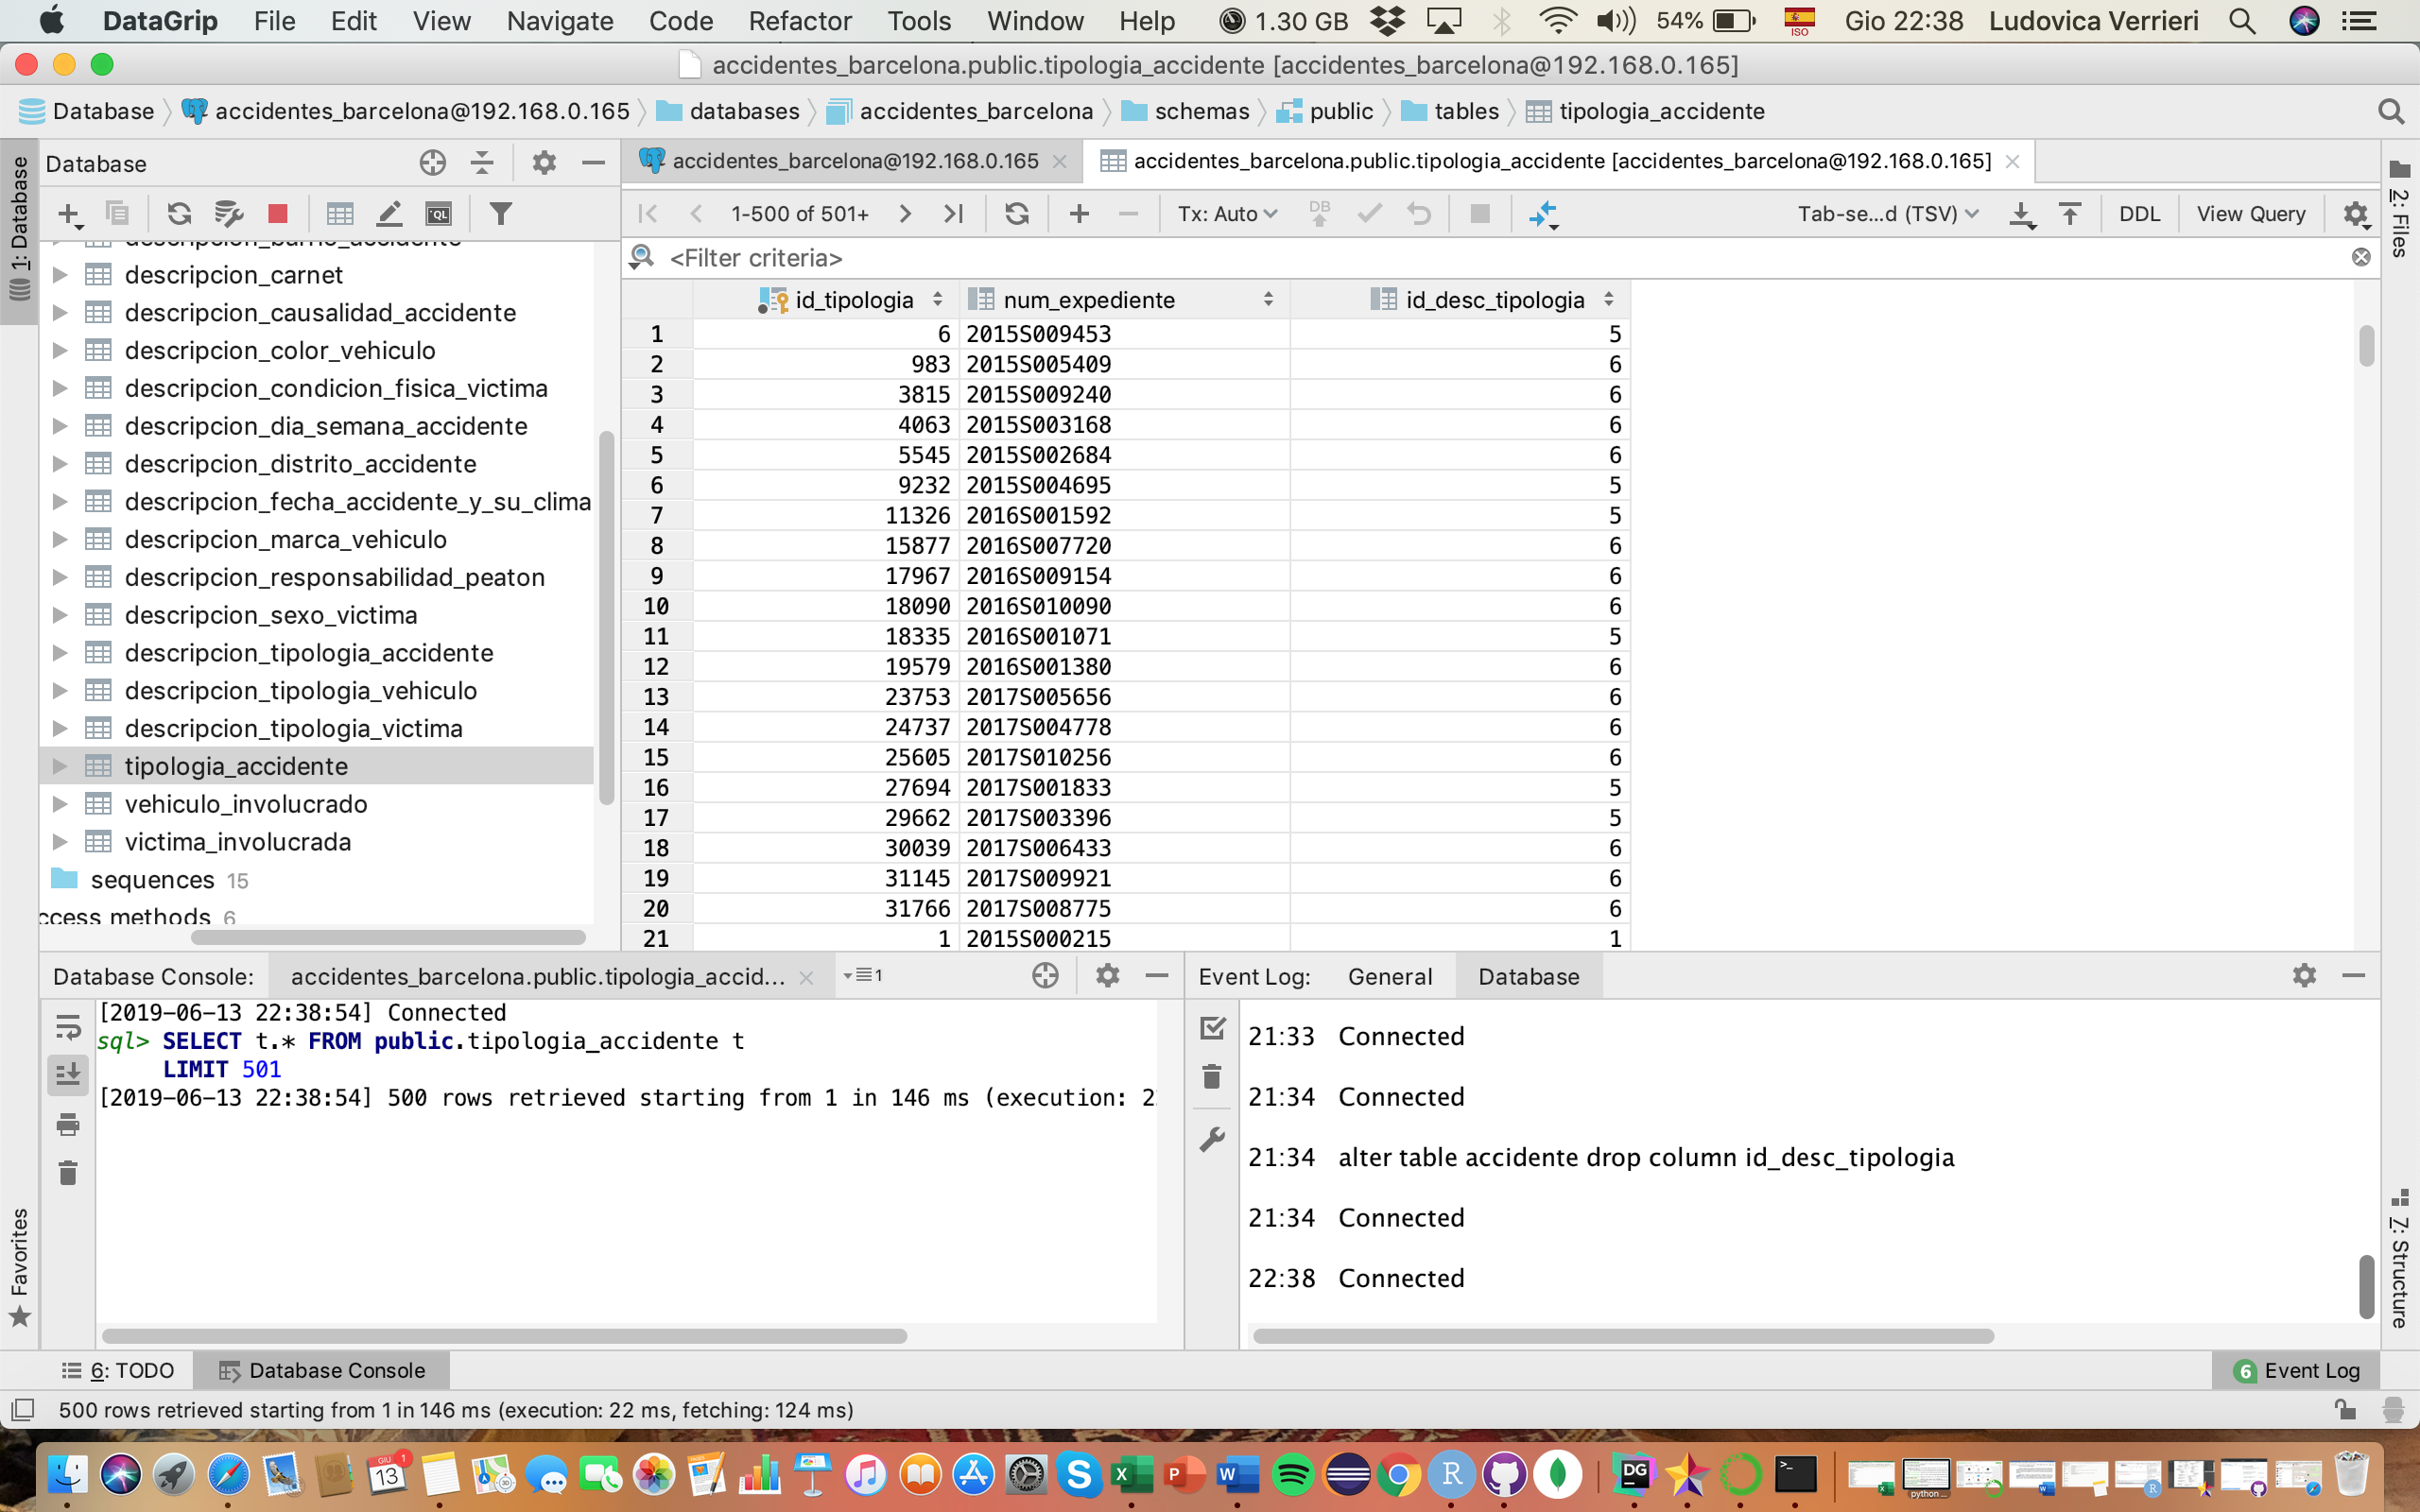 DataGrip File Edit View Navigate Code Refactor Tools Window Help 1.30 GB 54% ISO Gio 22:38 Ludovica Verrieri
accidentes_barcelona.public.tipologia_accidente [accidentes_barcelona@192.168.0.165]
Database accidentes_barcelona@192.168.0.165 databases accidentes_barcelona schemas public tables tipologia_accidente
1: Database
Database
descripcion_barrio_accidente
descripcion_carnet
descripcion_causalidad_accidente
descripcion_color_vehiculo
descripcion_condicion_fisica_victima
descripcion_dia_semana_accidente
descripcion_distrito_accidente
descripcion_fecha_accidente_y_su_clima
descripcion_marca_vehiculo
descripcion_responsabilidad_peaton
descripcion_sexo_victima
descripcion_tipologia_accidente
descripcion_tipologia_vehiculo
descripcion_tipologia_victima
tipologia_accidente
vehiculo_involucrado
victima_involucrada
sequences 15
ccess methods 6
accidentes_barcelona@192.168.0.165 accidentes_barcelona.public.tipologia_accidente [accidentes_barcelona@192.168.0.165]
1-500 of 501+ Tx: Auto DB Tab-se...d (TSV) DDL View Query
<Filter criteria>
id_tipologia num_expediente id_desc_tipologia
1 6 2015S009453 5
2 983 2015S005409 6
3 3815 2015S009240 6
4 4063 2015S003168 6
5 5545 2015S002684 6
6 9232 2015S004695 5
7 11326 2016S001592 5
8 15877 2016S007720 6
9 17967 2016S009154 6
10 18090 2016S010090 6
11 18335 2016S001071 5
12 19579 2016S001380 6
13 23753 2017S005656 6
14 24737 2017S004778 6
15 25605 2017S010256 6
16 27694 2017S001833 5
17 29662 2017S003396 5
18 30039 2017S006433 6
19 31145 2017S009921 6
20 31766 2017S008775 6
21 1 2015S000215 1
2: Files
7: Structure
Favorites
Database Console: accidentes_barcelona.public.tipologia_accid... 1
[2019-06-13 22:38:54] Connected
sql> SELECT t.* FROM public.tipologia_accidente t
LIMIT 501
[2019-06-13 22:38:54] 500 rows retrieved starting from 1 in 146 ms (execution: 2
Event Log: General Database
21:33 Connected
21:34 Connected
21:34 alter table accidente drop column id_desc_tipologia
21:34 Connected
22:38 Connected
6: TODO Database Console 6 Event Log
500 rows retrieved starting from 1 in 146 ms (execution: 22 ms, fetching: 124 ms)
GIU 1
13
S X P W R DG
python